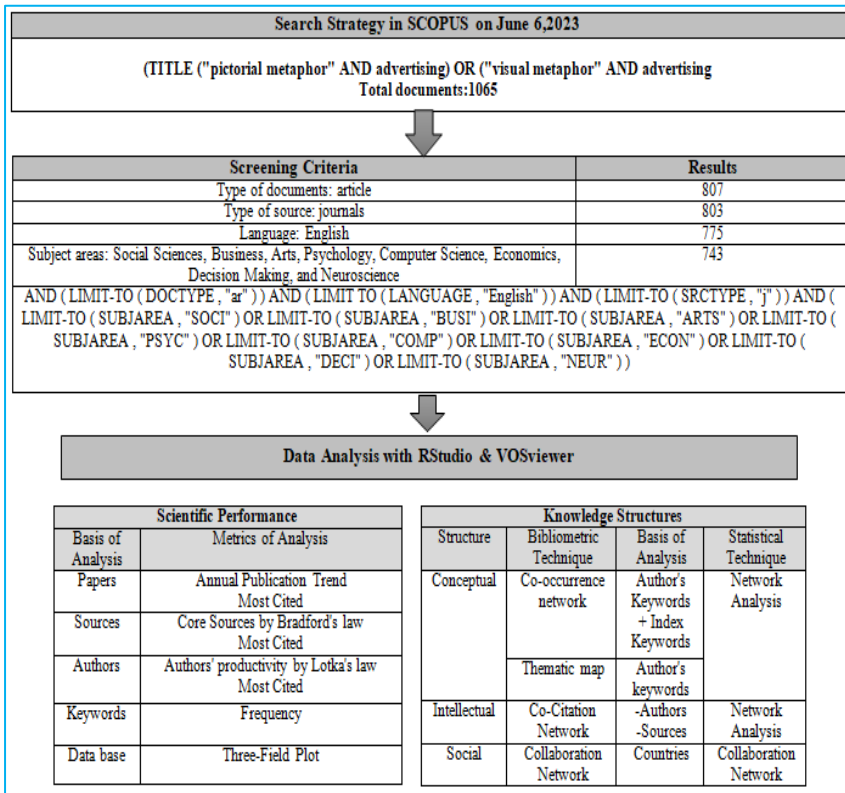 Search Strategy in SCOPUS on June 6,2023
(TITLE ("pictorial metaphor" AND advertising) OR ("visual metaphor" AND advertising
Total documents:1065
Screening Criteria Results
Type of documents: article 807
Type of source: journals 803
Language: English 775
Subject areas: Social Sciences, Business, Arts, Psychology, Computer Science, Economics, 743
Decision Making, and Neuroscience
AND ( LIMIT-TO ( DOCTYPE , "ar" ) ) AND ( LIMIT TO ( LANGUAGE , "English" ) ) AND ( LIMIT-TO ( SRCTYPE , "j" ) ) AND (
LIMIT-TO ( SUBJAREA , "SOCI" ) OR LIMIT-TO ( SUBJAREA , "BUSI" ) OR LIMIT-TO ( SUBJAREA , "ARTS" ) OR LIMIT-TO (
SUBJAREA , "PSYC" ) OR LIMIT-TO ( SUBJAREA , "COMP" ) OR LIMIT-TO ( SUBJAREA , "ECON" ) OR LIMIT-TO (
SUBJAREA , "DECI" ) OR LIMIT-TO ( SUBJAREA , "NEUR" ) )
Data Analysis with RStudio & VOSviewer
Scientific Performance
Basis of Metrics of Analysis
Analysis
Papers Annual Publication Trend
Most Cited
Sources Core Sources by Bradford's law
Most Cited
Authors Authors' productivity by Lotka's law
Most Cited
Keywords Frequency
Data base Three-Field Plot
Knowledge Structures
Structure Bibliometric Basis of Statistical
Technique Analysis Technique
Conceptual Co-occurrence Author's Network
network Keywords Analysis
+ Index
Keywords
Thematic map Author's
keywords
Intellectual Co-Citation -Authors Network
Network -Sources Analysis
Social Collaboration Countries Collaboration
Network Network